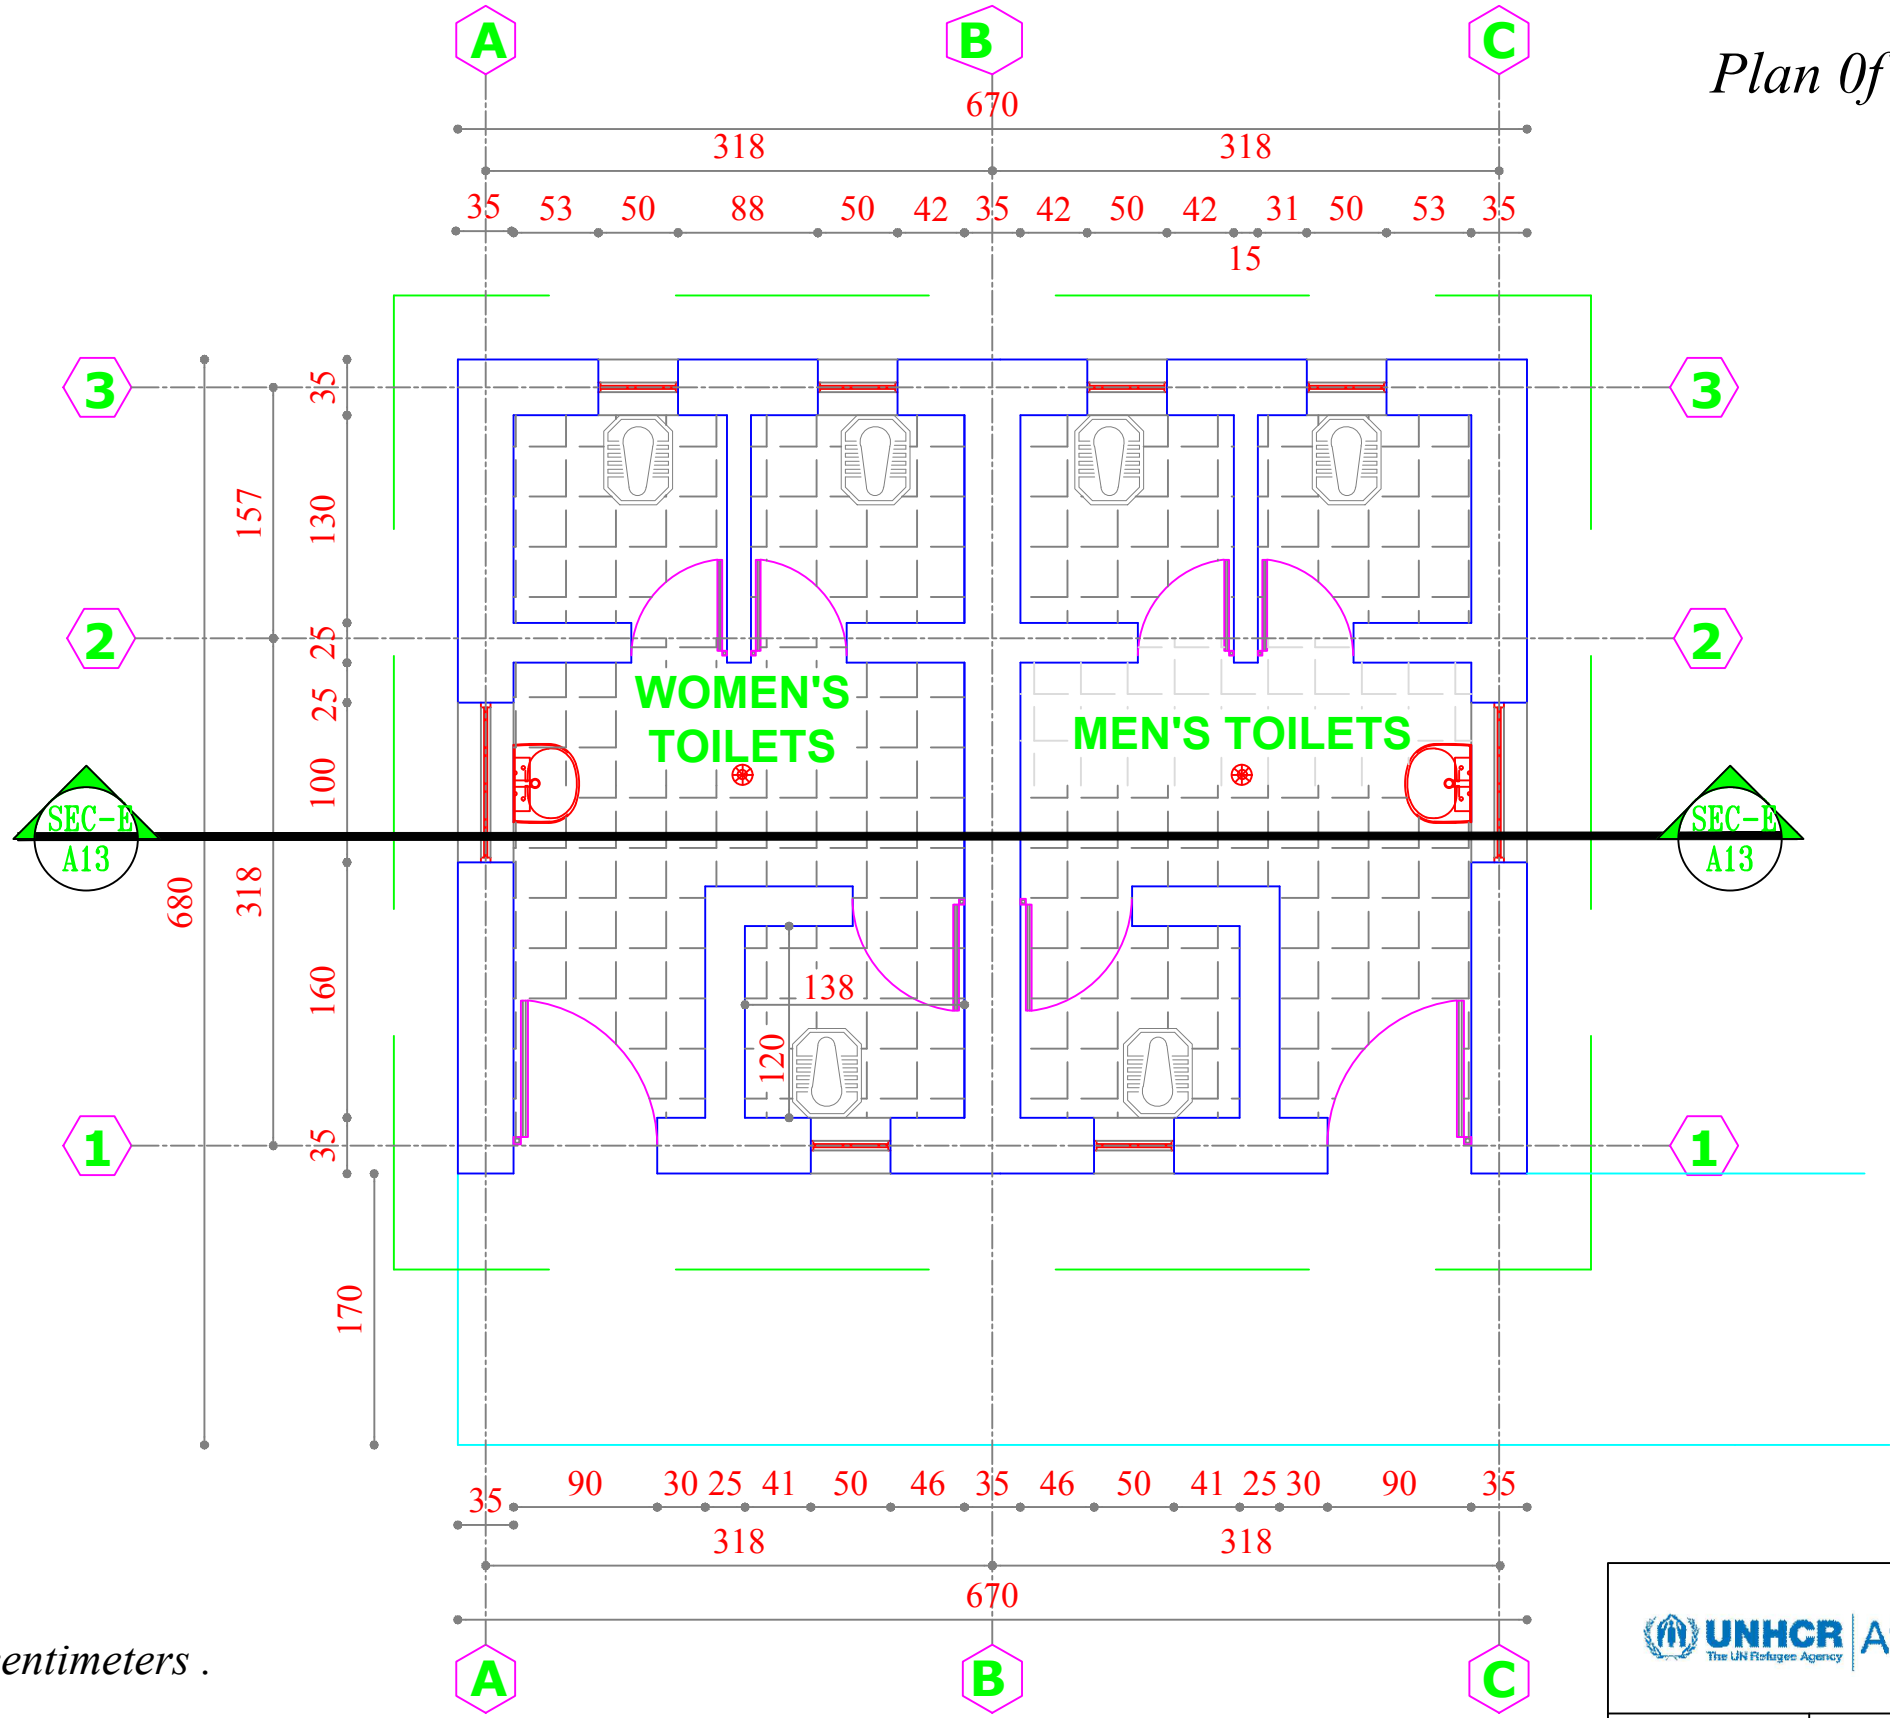 A B C
Plan 0f
670
318 318
35 53 50 88 50 42 35 42 50 42 31 50 53 35
15
3 3
35
157
130
2 2
25
25
WOMEN'S
TOILETS
MEN'S TOILETS
100
SEC-E
A13
SEC-E
A13
680
318
160
138
120
1 1
35
170
35 90 30 25 41 50 46 35 46 50 41 25 30 90 35
318 318
670
entimeters .
A B C
UNHCR
The UN Refugee Agency
A